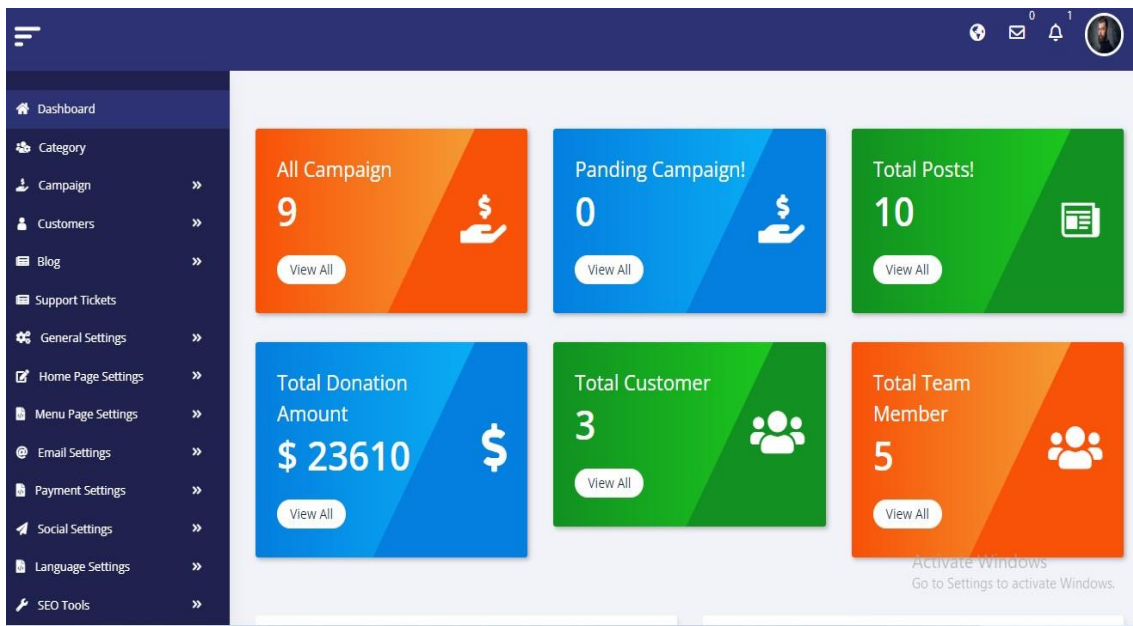 0
1
Dashboard
Category
Campaign
Customers
Blog
Support Tickets
General Settings
Home Page Settings
Menu Page Settings
Email Settings
Payment Settings
Social Settings
Language Settings
SEO Tools
All Campaign
9
View All
Panding Campaign!
0
View All
Total Posts!
10
View All
Total Donation
Amount
$ 23610
View All
Total Customer
3
View All
Total Team
Member
5
View All
Activate Windows
Go to Settings to activate Windows.